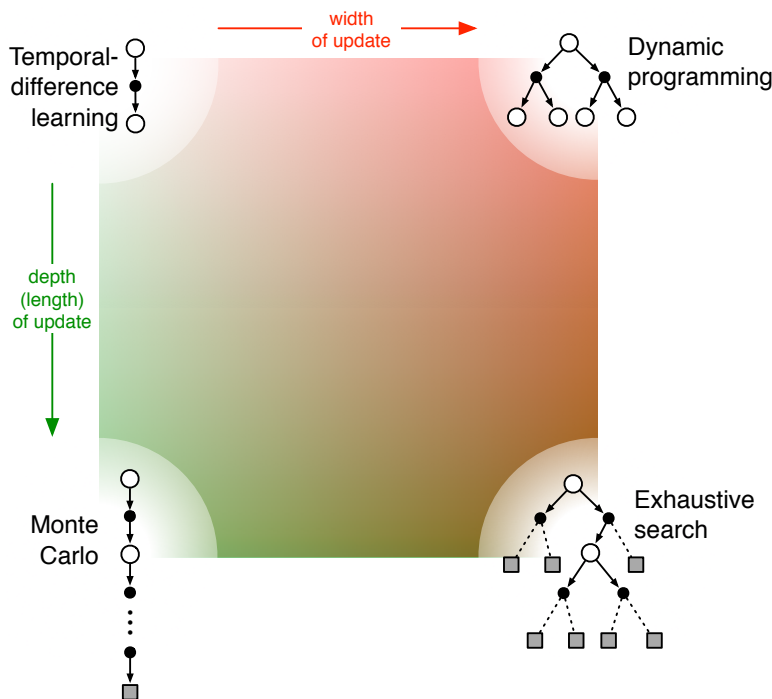 Temporal-
difference
learning
width
of update
Dynamic
programming
depth
(length)
of update
Monte
Carlo
Exhaustive
search